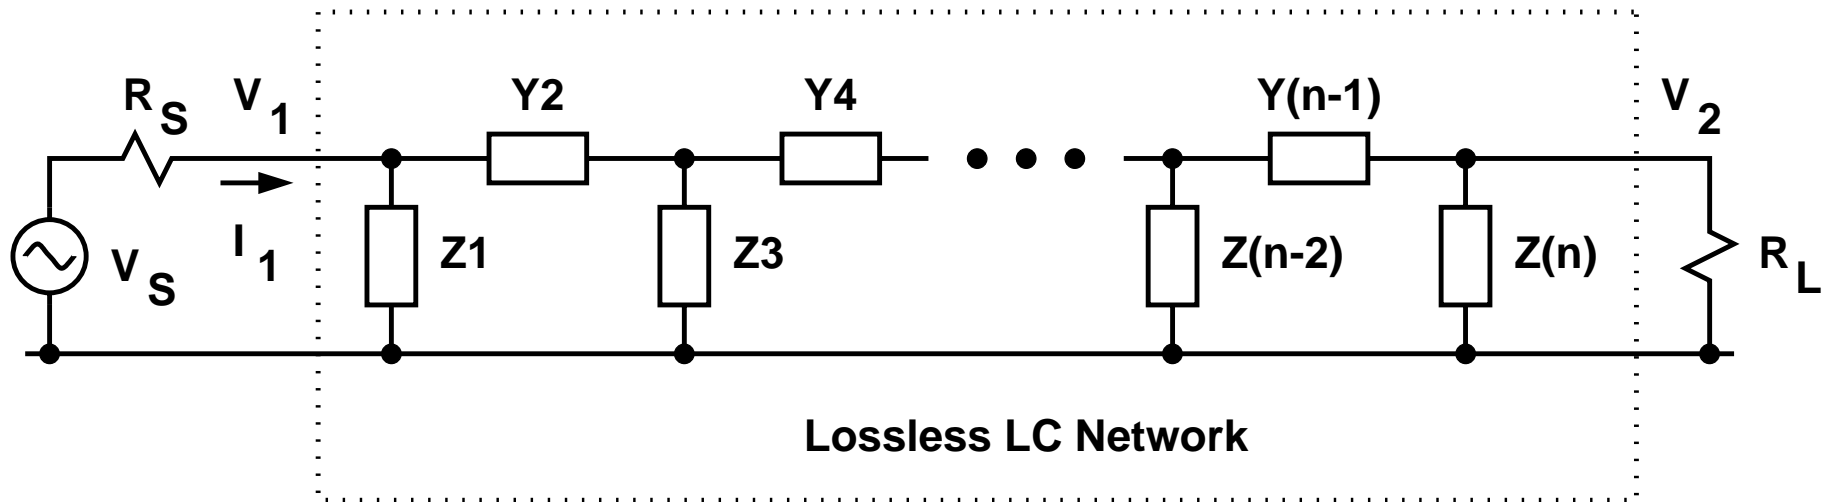 R S
V 1
Y2
Y4
Y(n-1)
V 2
V S
I 1
Z1
Z3
Z(n-2)
Z(n)
R L
Lossless LC Network